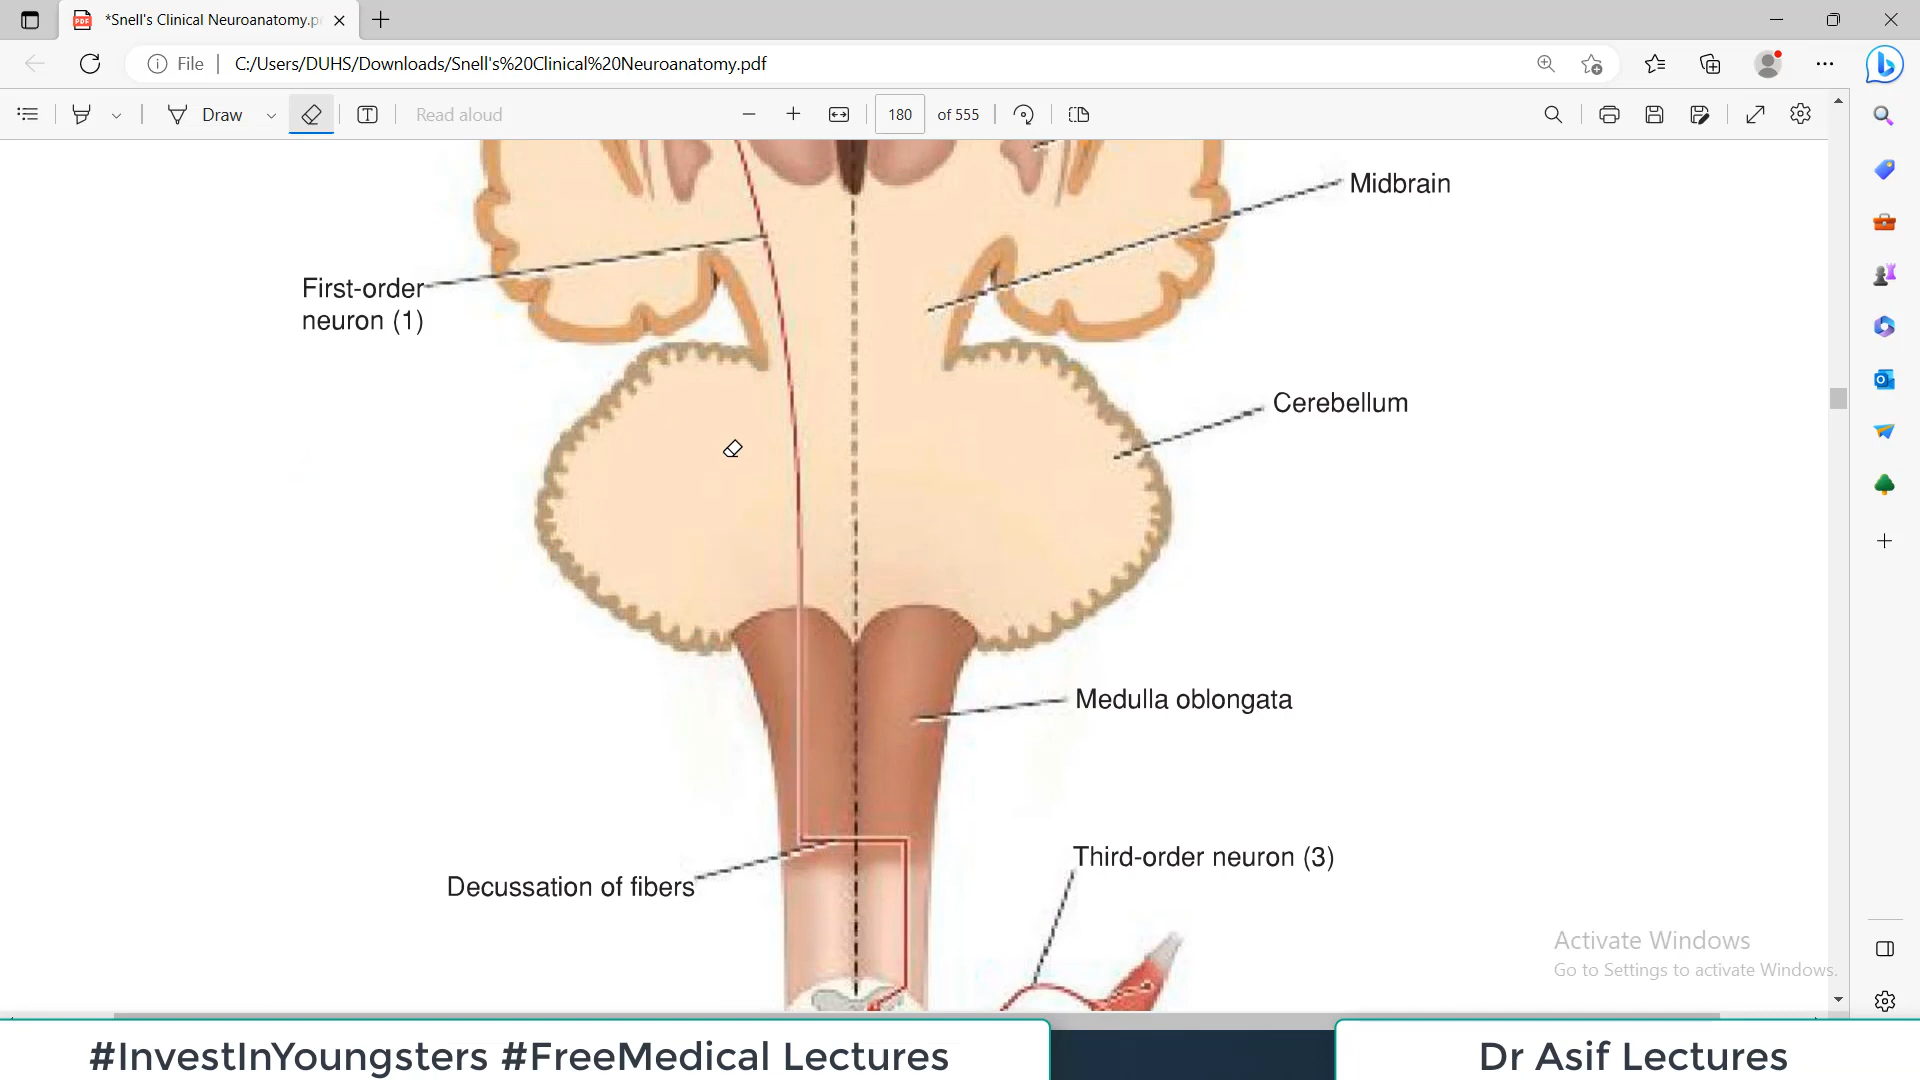 *Snell's Clinical Neuroanatomy.p
File
C:/Users/DUHS/Downloads/Snell's%20Clinical%20Neuroanatomy.pdf
Draw
Read aloud
180
of 555
Midbrain
First-order
neuron (1)
Cerebellum
Medulla oblongata
Third-order neuron (3)
Decussation of fibers
Activate Windows
Go to Settings to activate Windows.
#InvestInYoungsters #FreeMedical Lectures
Dr Asif Lectures